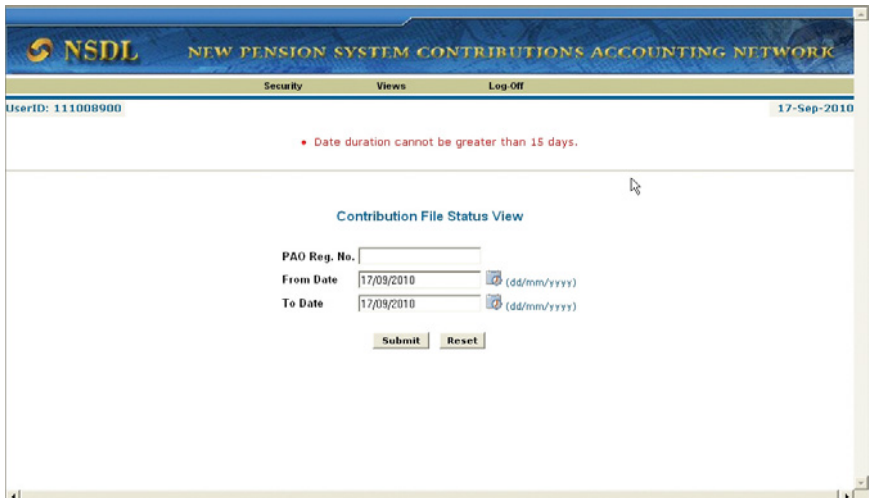 NSDL NEW PENSION SYSTEM CONTRIBUTIONS ACCOUNTING NETWORK
Security Views Log-Off
UserID: 111008900 17-Sep-2010
• Date duration cannot be greater than 15 days.
Contribution File Status View
PAO Reg. No.
From Date 17/09/2010 (dd/mm/yyyy)
To Date 17/09/2010 (dd/mm/yyyy)
Submit Reset